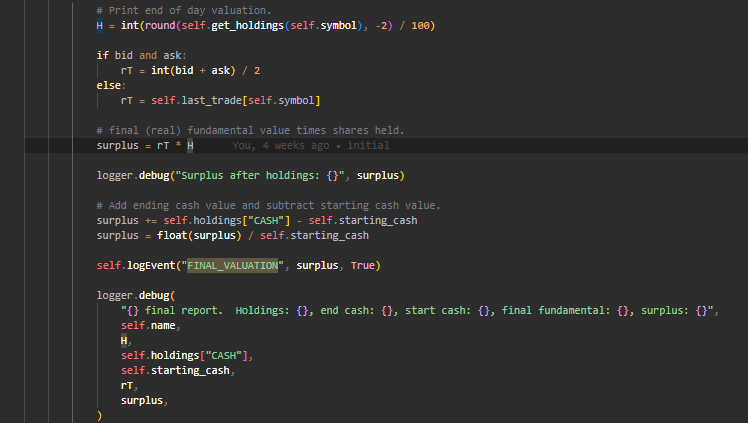 # Print end of day valuation.
H = int(round(self.get_holdings(self.symbol), -2) / 100)
if bid and ask:
rT = int(bid + ask) / 2
else:
rT = self.last_trade[self.symbol]
# final (real) fundamental value times shares held.
surplus = rT * H You, 4 weeks ago • initial
logger.debug("Surplus after holdings: {}", surplus)
# Add ending cash value and subtract starting cash value.
surplus += self.holdings["CASH"] - self.starting_cash
surplus = float(surplus) / self.starting_cash
self.logEvent("FINAL_VALUATION", surplus, True)
logger.debug(
"{} final report.  Holdings: {}, end cash: {}, start cash: {}, final fundamental: {}, surplus: {}",
self.name,
H,
self.holdings["CASH"],
self.starting_cash,
rT,
surplus,
)